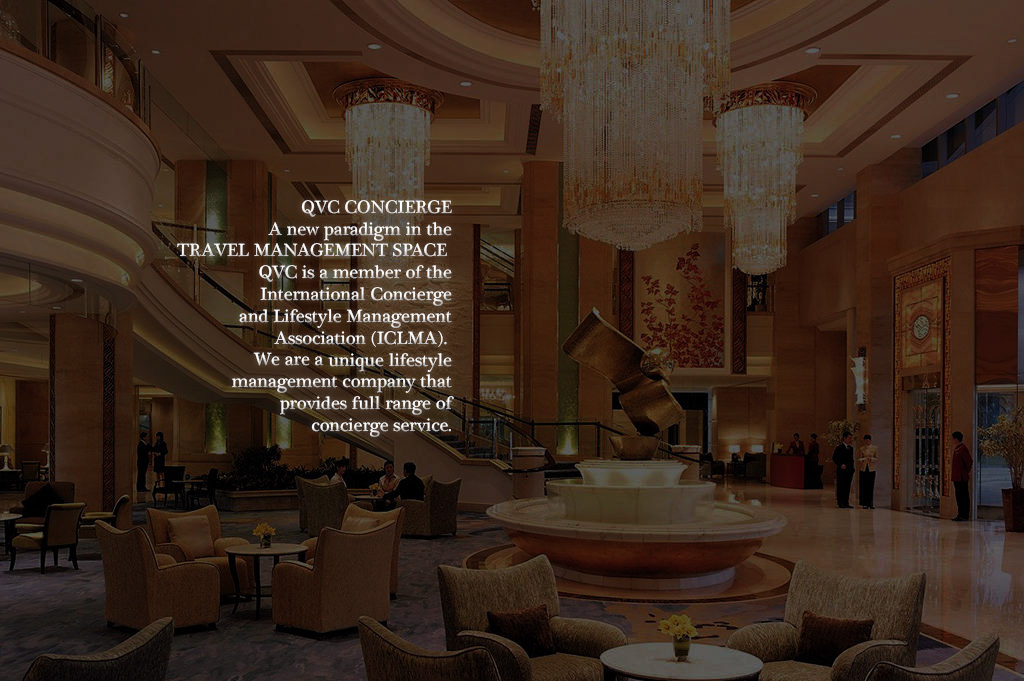 QVC CONCIERGE
A new paradigm in the
TRAVEL MANAGEMENT SPACE
QVC is a member of the
International Concierge
and Lifestyle Management
Association (ICLMA).
We are a unique lifestyle
management company that
provides full range of
concierge service.